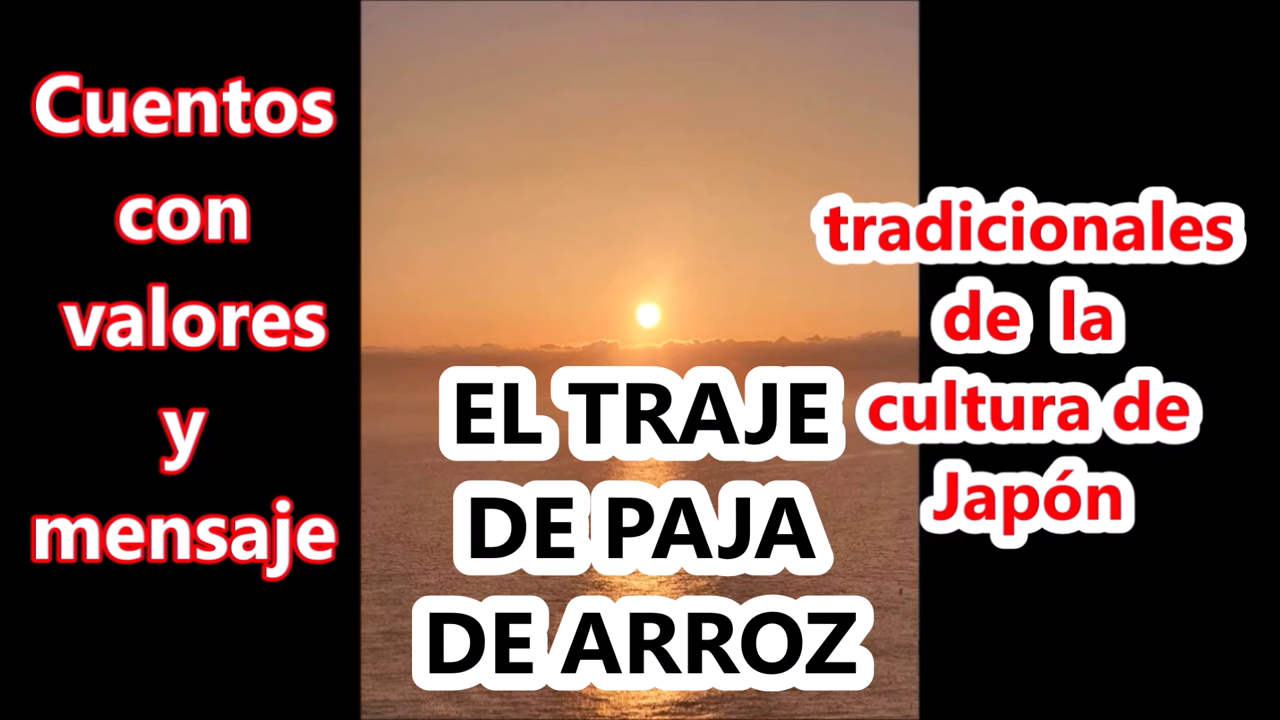 Cuentos
con
valores
y
mensaje
EL TRAJE
DE PAJA
DE ARROZ
tradicionales
de la
cultura de
Japón